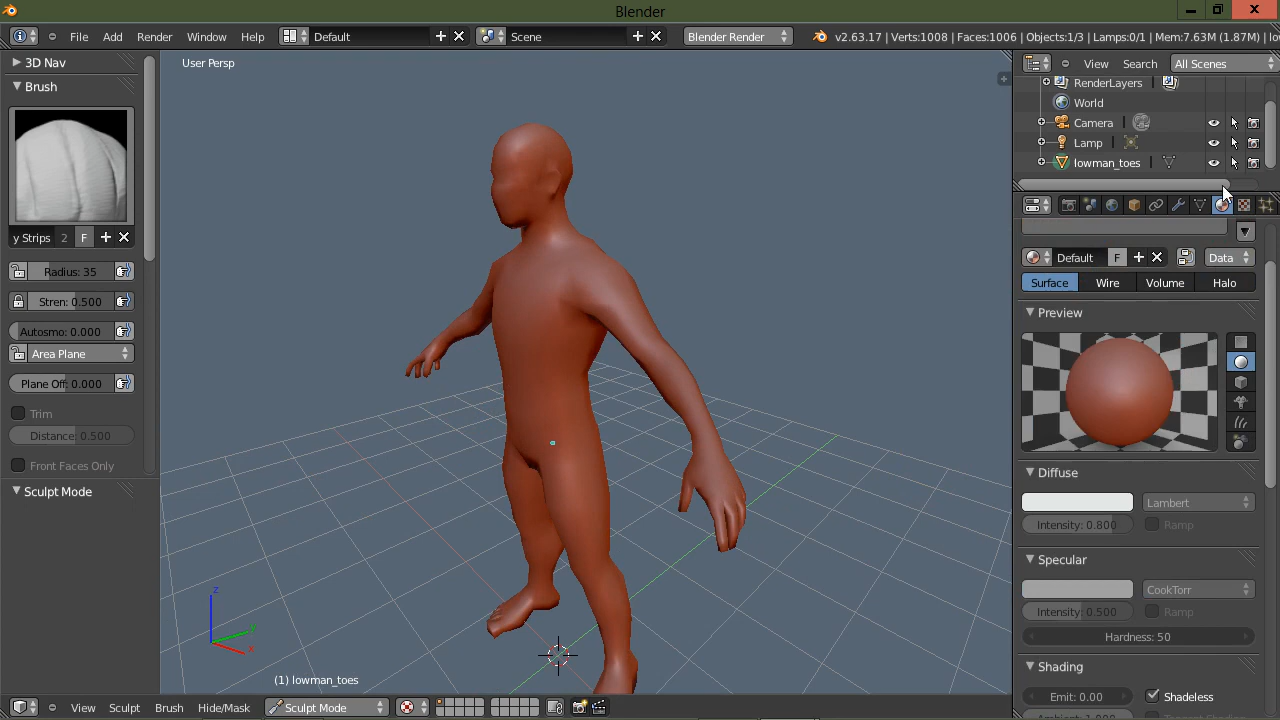 Blender
File Add Render Window Help Default Scene Blender Render v2.63.17 | Verts:1008 | Faces:1006 | Objects:1/3 | Lamps:0/1 | Mem:7.63M (1.87M) | lo
3D Nav
Brush
y Strips 2 F
Radius: 35
Stren: 0.500
Autosmo: 0.000
Area Plane
Plane Off: 0.000
Trim
Distance: 0.500
Front Faces Only
Sculpt Mode
User Persp
z
y
x
(1) lowman_toes
View Sculpt Brush Hide/Mask Sculpt Mode
View Search All Scenes
RenderLayers
World
Camera
Lamp
lowman_toes
Default F Data
Surface Wire Volume Halo
Preview
Diffuse
Lambert
Intensity: 0.800 Ramp
Specular
CookTorr
Intensity: 0.500 Ramp
Hardness: 50
Shading
Emit: 0.00 Shadeless